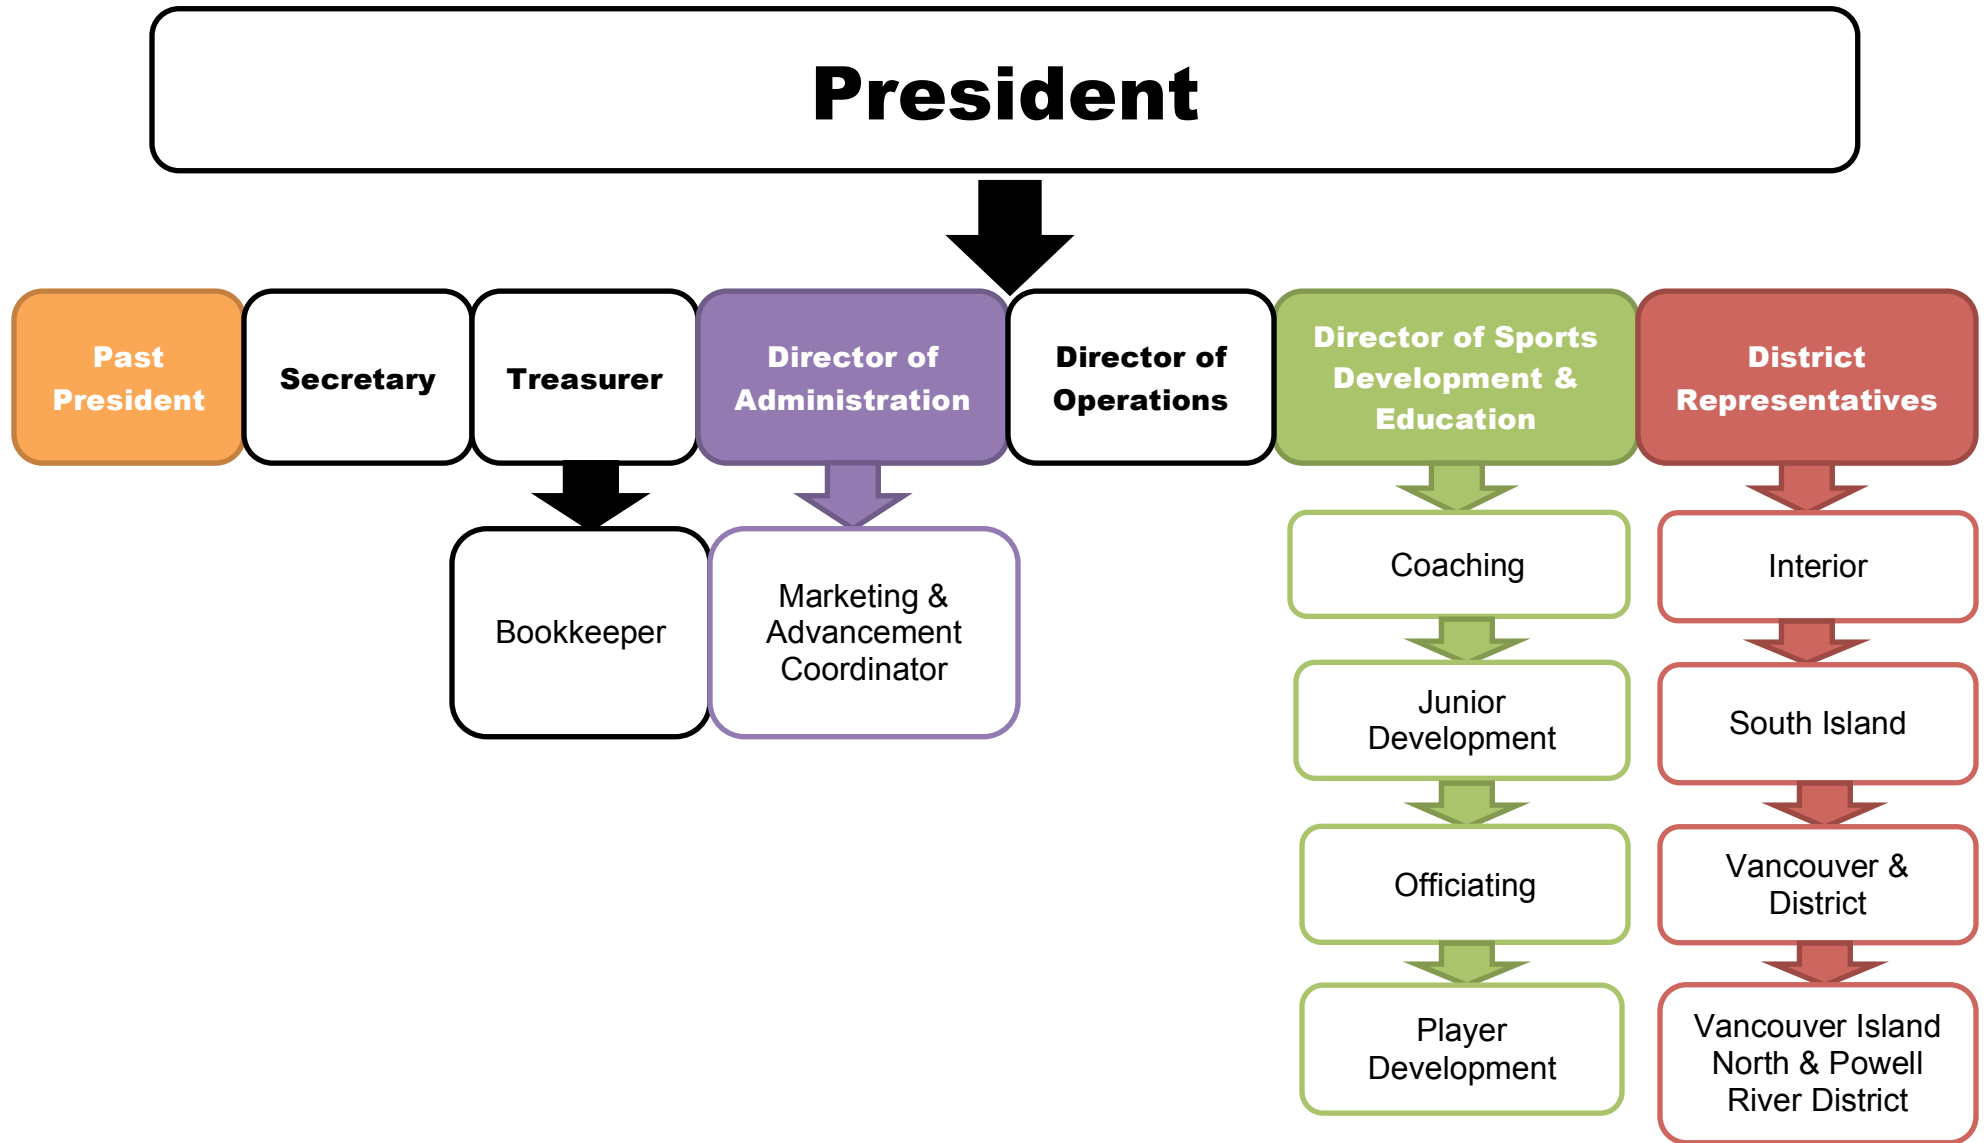 President
Past
President
Secretary
Treasurer
Director of
Administration
Director of
Operations
Director of Sports
Development &
Education
District
Representatives
Bookkeeper
Marketing &
Advancement
Coordinator
Coaching
Junior
Development
Officiating
Player
Development
Interior
South Island
Vancouver &
District
Vancouver Island
North & Powell
River District